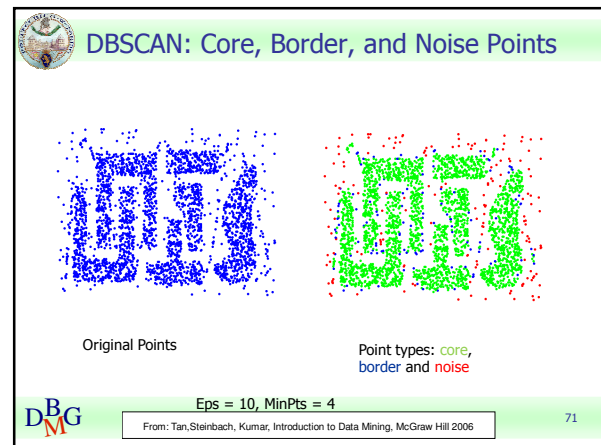 DBSCAN: Core, Border, and Noise Points
Original Points
Point types: core,
border and noise
Eps = 10, MinPts = 4
DBMG
From: Tan,Steinbach, Kumar, Introduction to Data Mining, McGraw Hill 2006
71